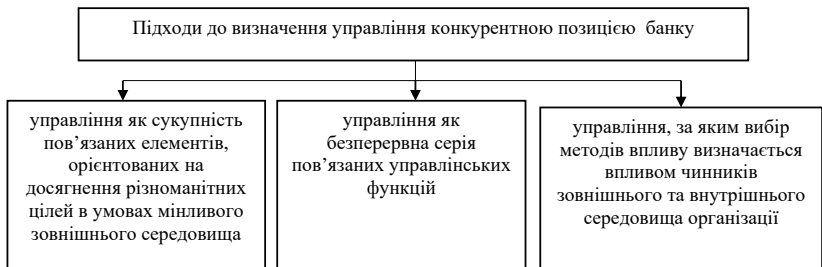 Підходи до визначення управління конкурентною позицією банку
управління як сукупність
пов’язаних елементів,
орієнтованих на
досягнення різноманітних
цілей в умовах мінливого
зовнішнього середовища
управління як
безперервна серія
пов’язаних управлінських
функцій
управління, за яким вибір
методів впливу визначається
впливом чинників
зовнішнього та внутрішнього
середовища організації